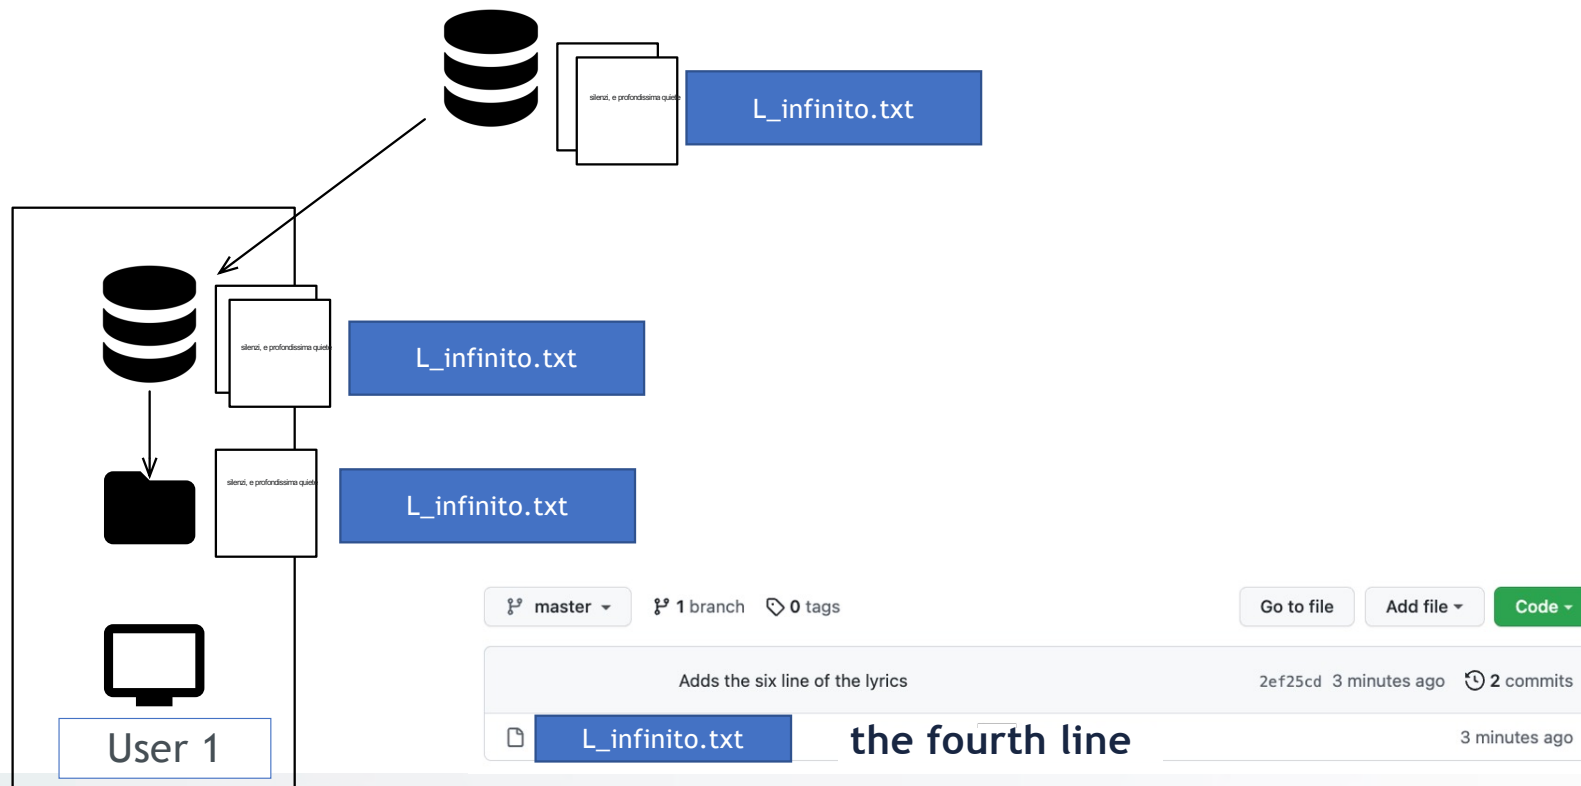 silenzi, e profondissima quiete
L_infinito.txt
silenzi, e profondissima quiete
L_infinito.txt
silenzi, e profondissima quiete
L_infinito.txt
master 1 branch 0 tags Go to file Add file Code
Adds the six line of the lyrics 2ef25cd 3 minutes ago 2 commits
L_infinito.txt the fourth line 3 minutes ago
User 1